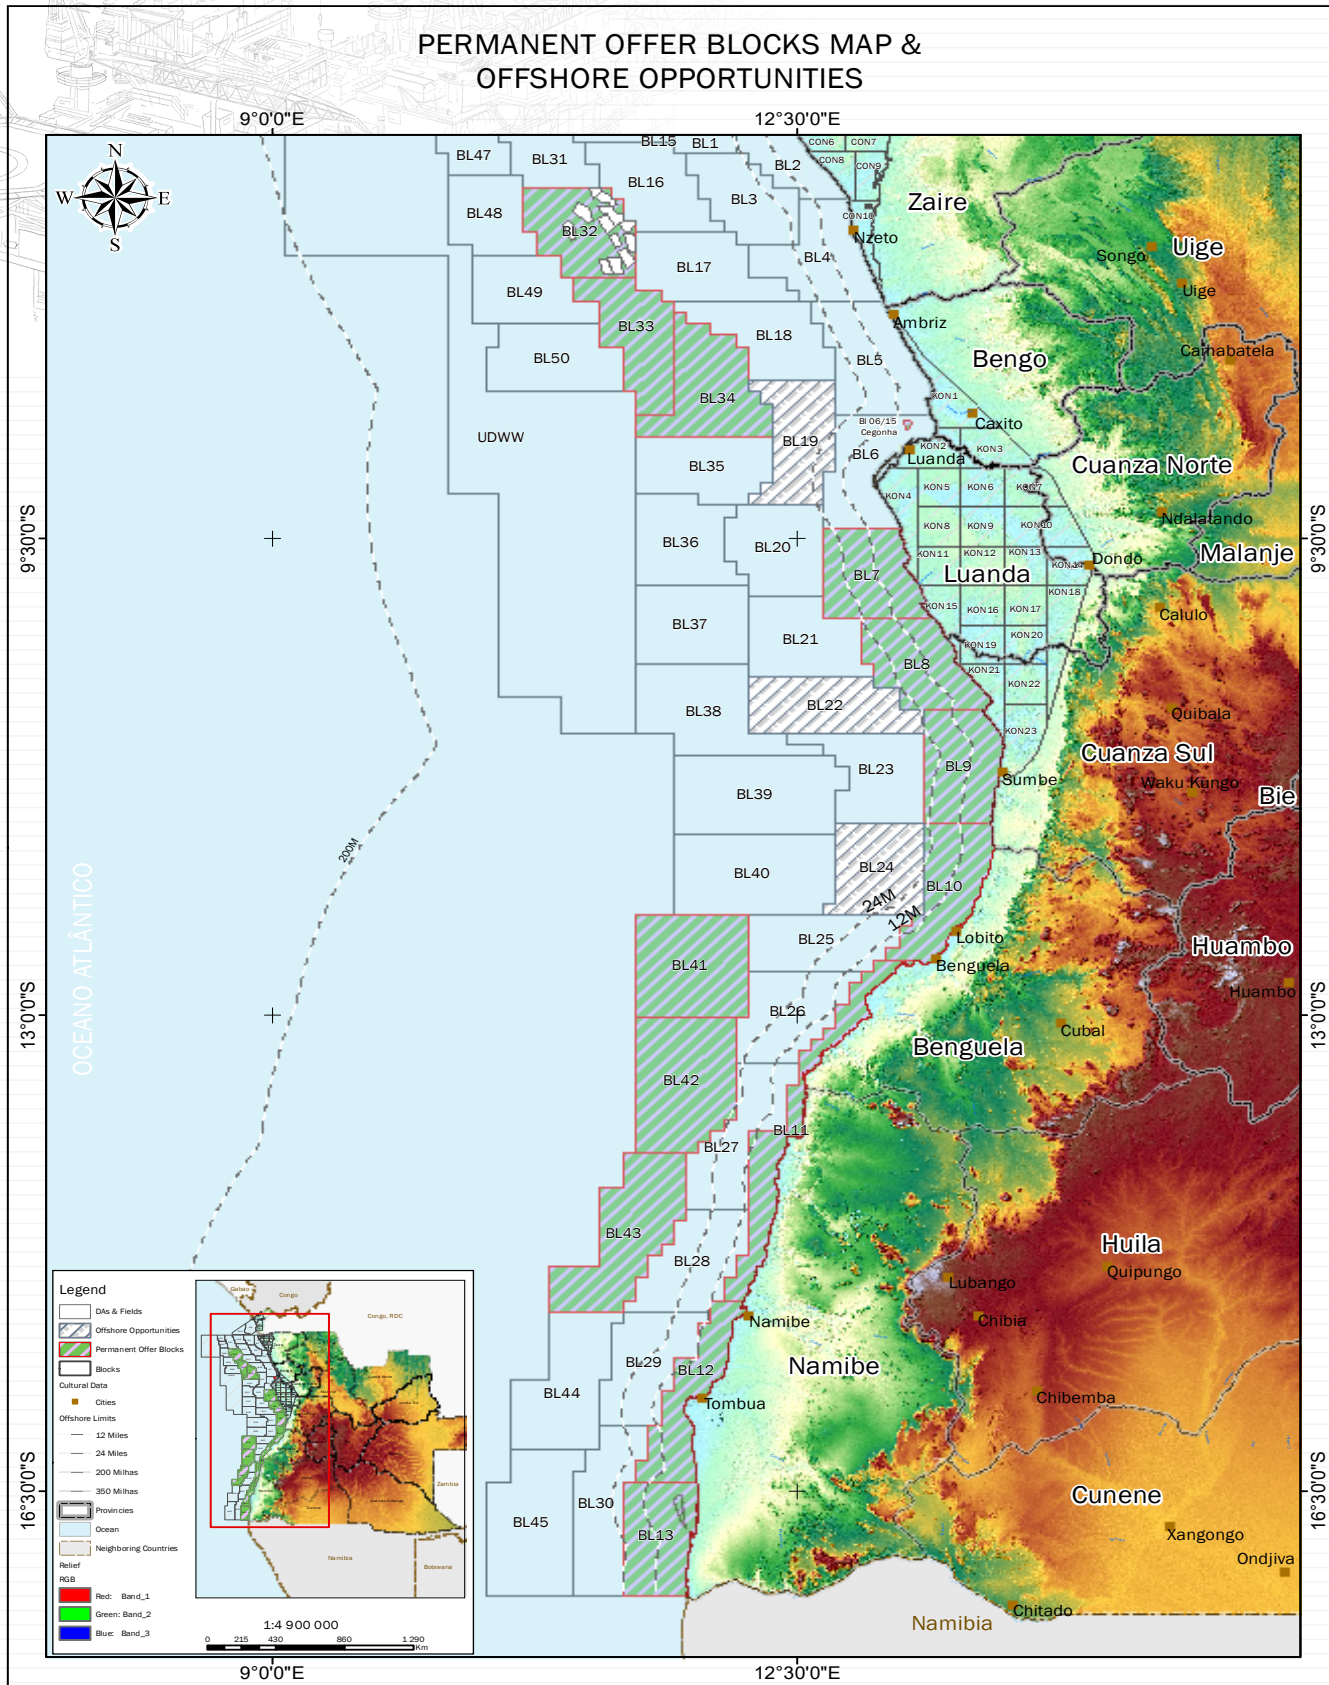 PERMANENT OFFER BLOCKS MAP &
OFFSHORE OPPORTUNITIES
9°0'0"E
12°30'0"E
N
W
E
S
BL47
BL31
BL15
BL1
BL2
CON6
CON7
CON8
CON9
BL16
BL3
BL48
BL32
CON10
Nzeto
Zaire
Songo
Uige
Uige
BL4
BL17
BL49
Ambriz
BL33
BL18
BL50
BL5
Bengo
Camabatela
BL34
KON1
Caxito
UDWW
BL19
Bl 06/15
Cegonha
BL6
KON2
KON3
Luanda
BL35
Cuanza Norte
KON4
KON5
KON6
KON7
9°30'0"S
9°30'0"S
BL36
BL20
KON8
KON9
KON10
Ndalatando
KON11
KON12
KON13
KON14
Dondo
Malanje
BL7
Luanda
KON18
KON15
KON16
KON17
Calulo
BL37
BL21
KON19
KON20
BL8
KON21
KON22
BL38
BL22
Quibala
KON23
Cuanza Sul
BL23
BL9
Sumbe
Waku Kungo
Bie
BL39
200M
BL40
BL24
BL10
24M
12M
OCEANO ATLÂNTICO
BL25
Lobito
Benguela
Huambo
BL41
Huambo
13°0'0"S
13°0'0"S
BL26
Cubal
Benguela
BL42
BL11
BL27
BL43
Huila
BL28
Quipungo
Lubango
Namibe
Chibia
BL29
BL12
Namibe
BL44
Tombua
Chibemba
16°30'0"S
16°30'0"S
BL45
BL30
BL13
Cunene
Xangongo
Ondjiva
Chitado
Namibia
Legend
DAs & Fields
Offshore Opportunities
Permanent Offer Blocks
Blocks
Cultural Data
Cities
Offshore Limits
12 Miles
24 Miles
200 Milhas
350 Milhas
Provinces
Ocean
Neighboring Countries
Relief
RGB
Red: Band_1
Green: Band_2
Blue: Band_3
Gabao
Congo
Congo, RDC
Zambia
Namibia
Botswana
1:4 900 000
0 215 430 860 1 290
Km
9°0'0"E
12°30'0"E